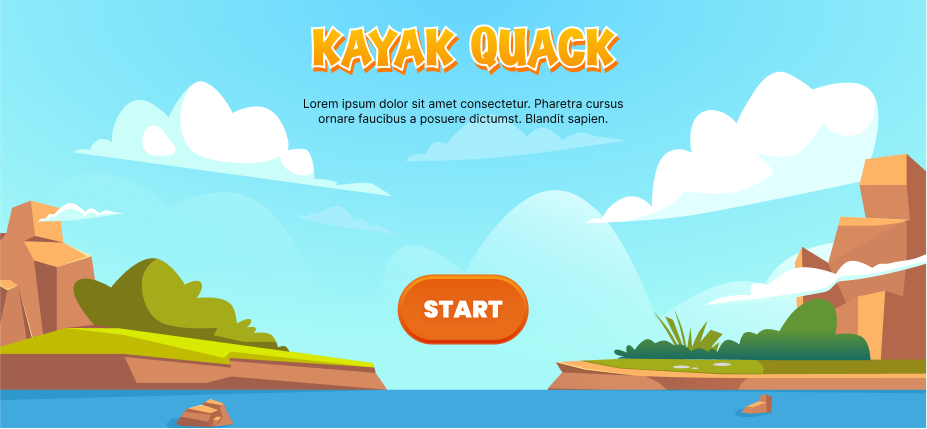 KAYAK QUACK
Lorem ipsum dolor sit amet consectetur. Pharetra cursus
ornare faucibus a posuere dictumst. Blandit sapien.
START